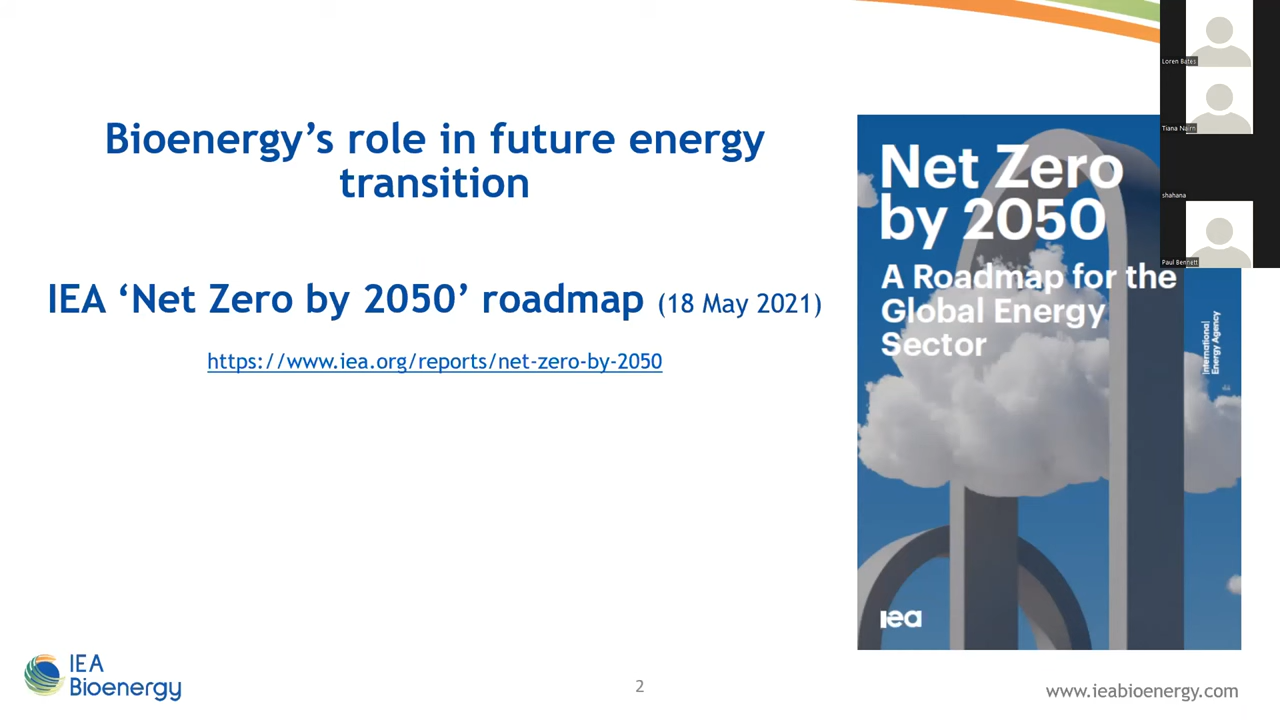 Bioenergy’s role in future energy
transition
IEA ‘Net Zero by 2050’ roadmap (18 May 2021)
https://www.iea.org/reports/net-zero-by-2050
Net Zero
by 2050
A Roadmap for the
Global Energy
Sector
International
Energy Agency
iea
Loren Bates
Tiana Nairn
shahana
Paul Bennett
IEA
Bioenergy
2
www.ieabioenergy.com